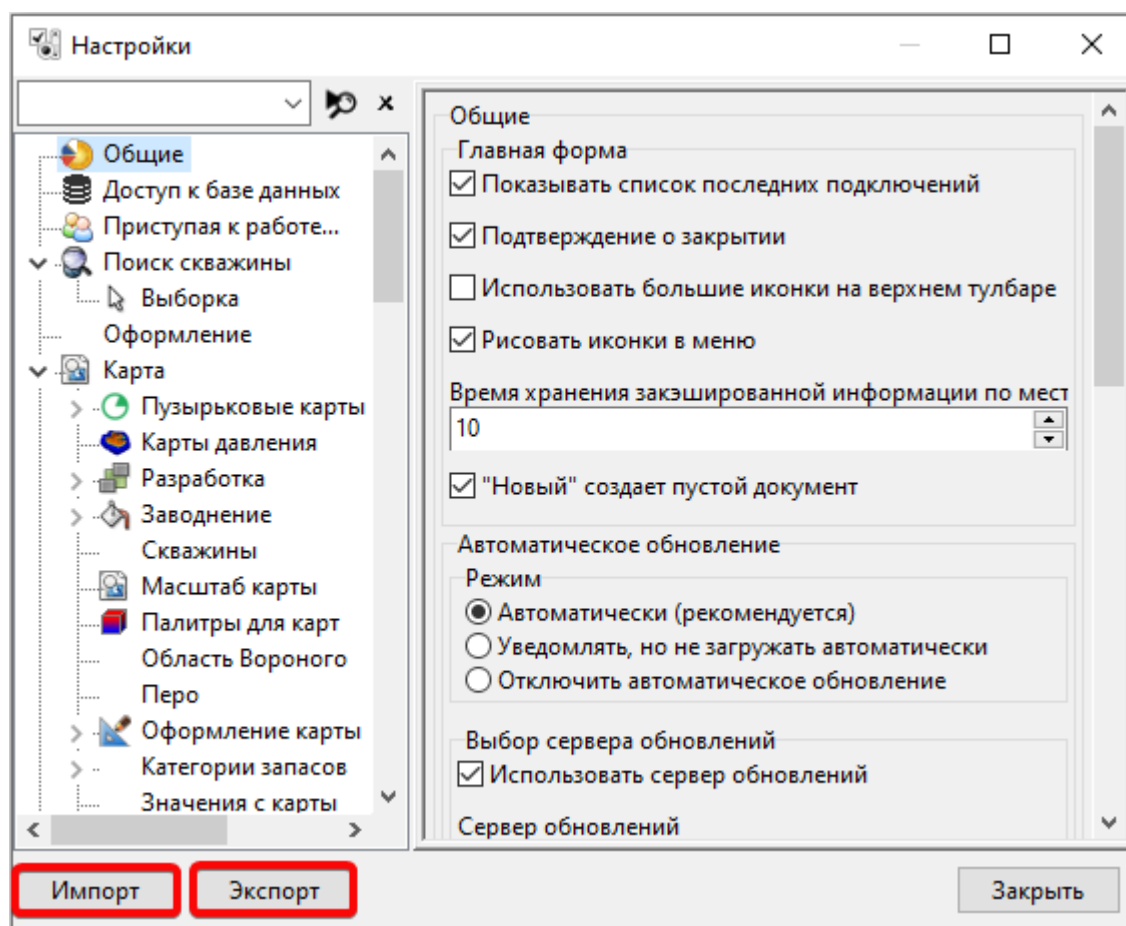 Настройки
Общие
Доступ к базе данных
Приступая к работе...
Поиск скважины
Выборка
Оформление
Карта
Пузырьковые карты
Карты давления
Разработка
Заводнение
Скважины
Масштаб карты
Палитры для карт
Область Вороного
Перо
Оформление карты
Категории запасов
Значения с карты
Общие
Главная форма
Показывать список последних подключений
Подтверждение о закрытии
Использовать большие иконки на верхнем тулбаре
Рисовать иконки в меню
Время хранения закэшированной информации по мест
10
"Новый" создает пустой документ
Автоматическое обновление
Режим
Автоматически (рекомендуется)
Уведомлять, но не загружать автоматически
Отключить автоматическое обновление
Выбор сервера обновлений
Использовать сервер обновлений
Сервер обновлений
Импорт
Экспорт
Закрыть